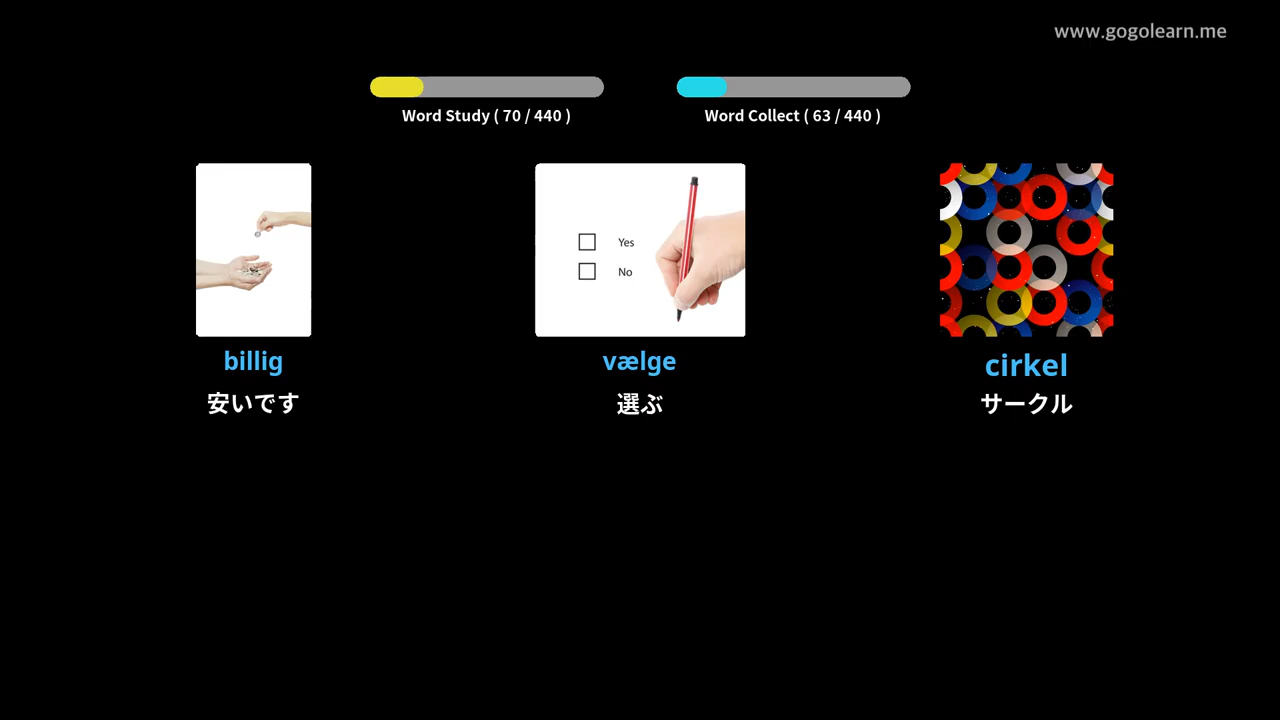 www.gogolearn.me
Word Study ( 70 / 440 )
Word Collect ( 63 / 440 )
Yes
No
billig
安いです
vælge
選ぶ
cirkel
サークル